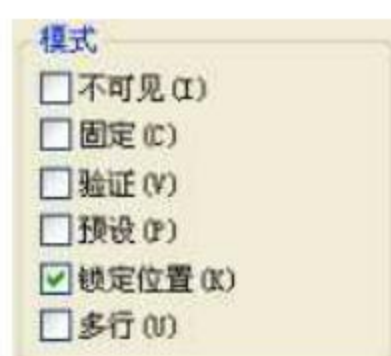 模式
不可见(I)
固定(C)
验证(V)
预设(P)
锁定位置(K)
多行(U)